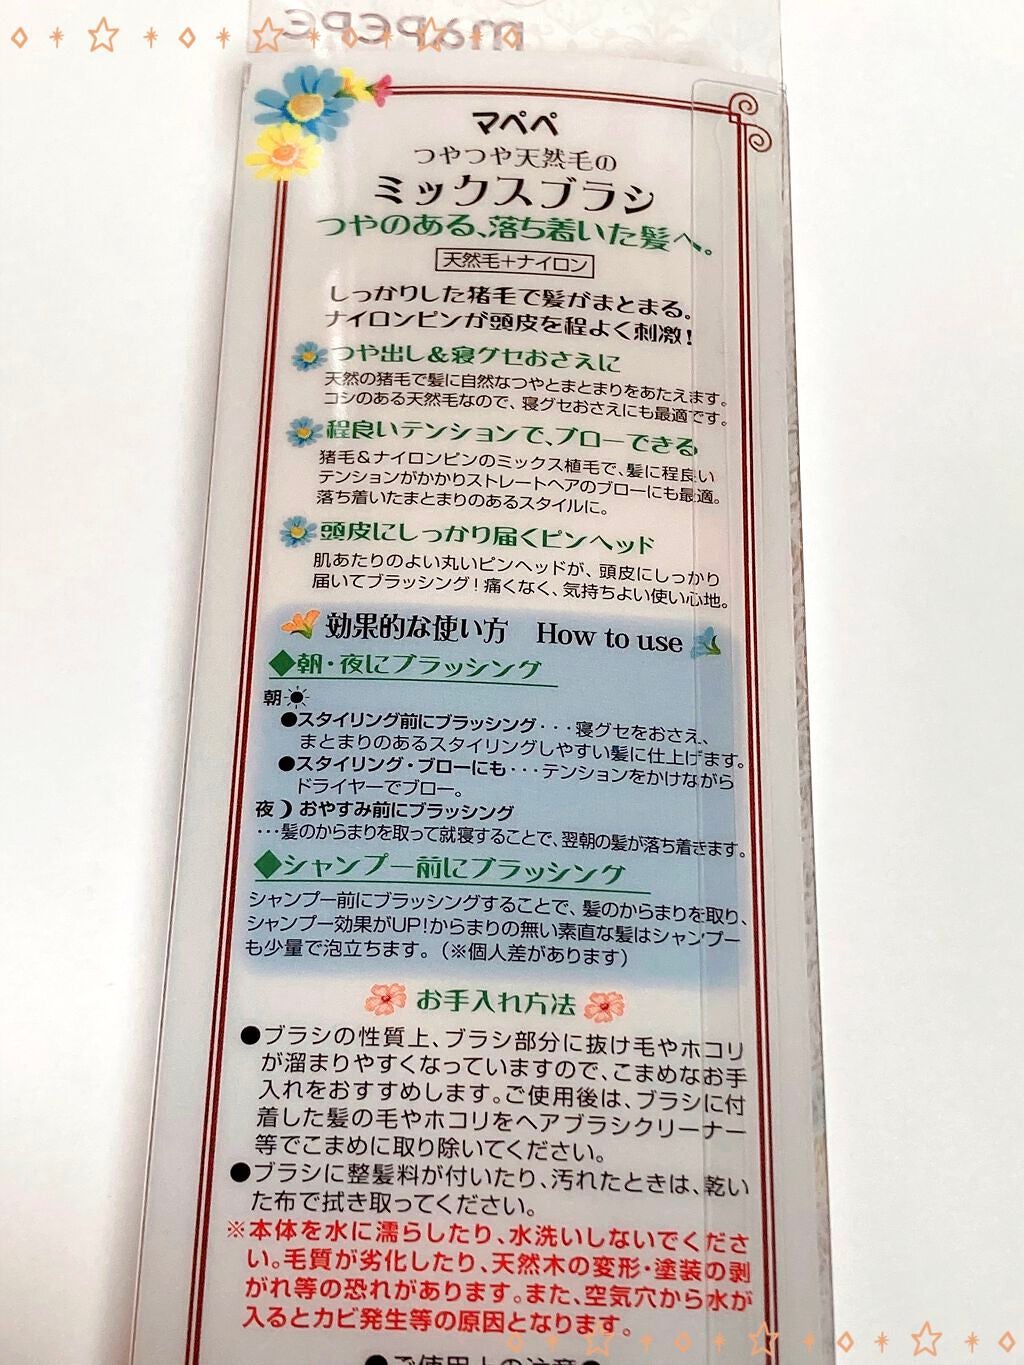 mapepe
マペペ
つやつや天然毛の
ミックスブラシ
つやのある、落ち着いた髪へ。
天然毛+ナイロン
しっかりした猪毛で髪がまとまる。
ナイロンピンが頭皮を程よく刺激!
つや出し&寝グセおさえに
天然の猪毛で髪に自然なつやとまとまりをあたえます。
コシのある天然毛なので、寝グセおさえにも最適です。
程良いテンションで、ブローできる
猪毛&ナイロンピンのミックス植毛で、髪に程良い
テンションがかかりストレートヘアのブローにも最適。
落ち着いたまとまりのあるスタイルに。
頭皮にしっかり届くピンヘッド
肌あたりのよい丸いピンヘッドが、頭皮にしっかり
届いてブラッシング!痛くなく、気持ちよい使い心地。
効果的な使い方 How to use
◆朝・夜にブラッシング
朝
●スタイリング前にブラッシング・・・寝グセをおさえ、
まとまりのあるスタイリングしやすい髪に仕上げます。
●スタイリング・ブローにも・・・テンションをかけながら
ドライヤーでブロー。
夜 おやすみ前にブラッシング
・・・髪のからまりを取って就寝することで、翌朝の髪が落ち着きます。
◆シャンプー前にブラッシング
シャンプー前にブラッシングすることで、髪のからまりを取り、
シャンプー効果がUP!からまりの無い素直な髪はシャンプー
も少量で泡立ちます。(※個人差があります)
お手入れ方法
●ブラシの性質上、ブラシ部分に抜け毛やホコリ
が溜まりやすくなっていますので、こまめなお手
入れをおすすめします。ご使用後は、ブラシに付
着した髪の毛やホコリをヘアブラシクリーナー
等でこまめに取り除いてください。
●ブラシに整髪料が付いたり、汚れたときは、乾い
た布で拭き取ってください。
※本体を水に濡らしたり、水洗いしないでくださ
い。毛質が劣化したり、天然木の変形・塗装の剥
がれ等の恐れがあります。また、空気穴から水が
入るとカビ発生等の原因となります。
●ご使用上の注意●